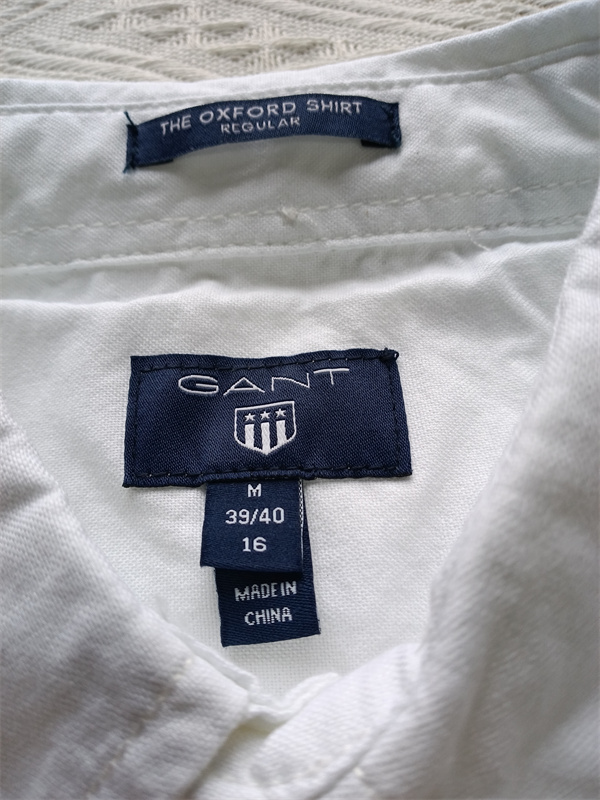 THE OXFORD SHIRT
REGULAR
GANT
M
39/40
16
MADE IN
CHINA